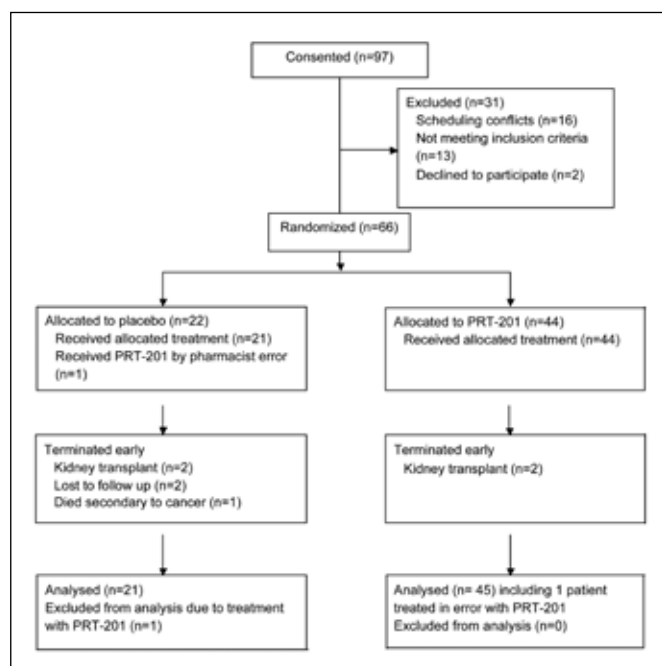 Consented (n=97)
Excluded (n=31)
Scheduling conflicts (n=16)
Not meeting inclusion criteria
(n=13)
Declined to participate (n=2)
Randomized (n=66)
Allocated to placebo (n=22)
Received allocated treatment (n=21)
Received PRT-201 by pharmacist error
(n=1)
Allocated to PRT-201 (n=44)
Received allocated treatment (n=44)
Terminated early
Kidney transplant (n=2)
Lost to follow up (n=2)
Died secondary to cancer (n=1)
Terminated early
Kidney transplant (n=2)
Analysed (n=21)
Excluded from analysis due to treatment
with PRT-201 (n=1)
Analysed (n= 45) including 1 patient
treated in error with PRT-201
Excluded from analysis (n=0)